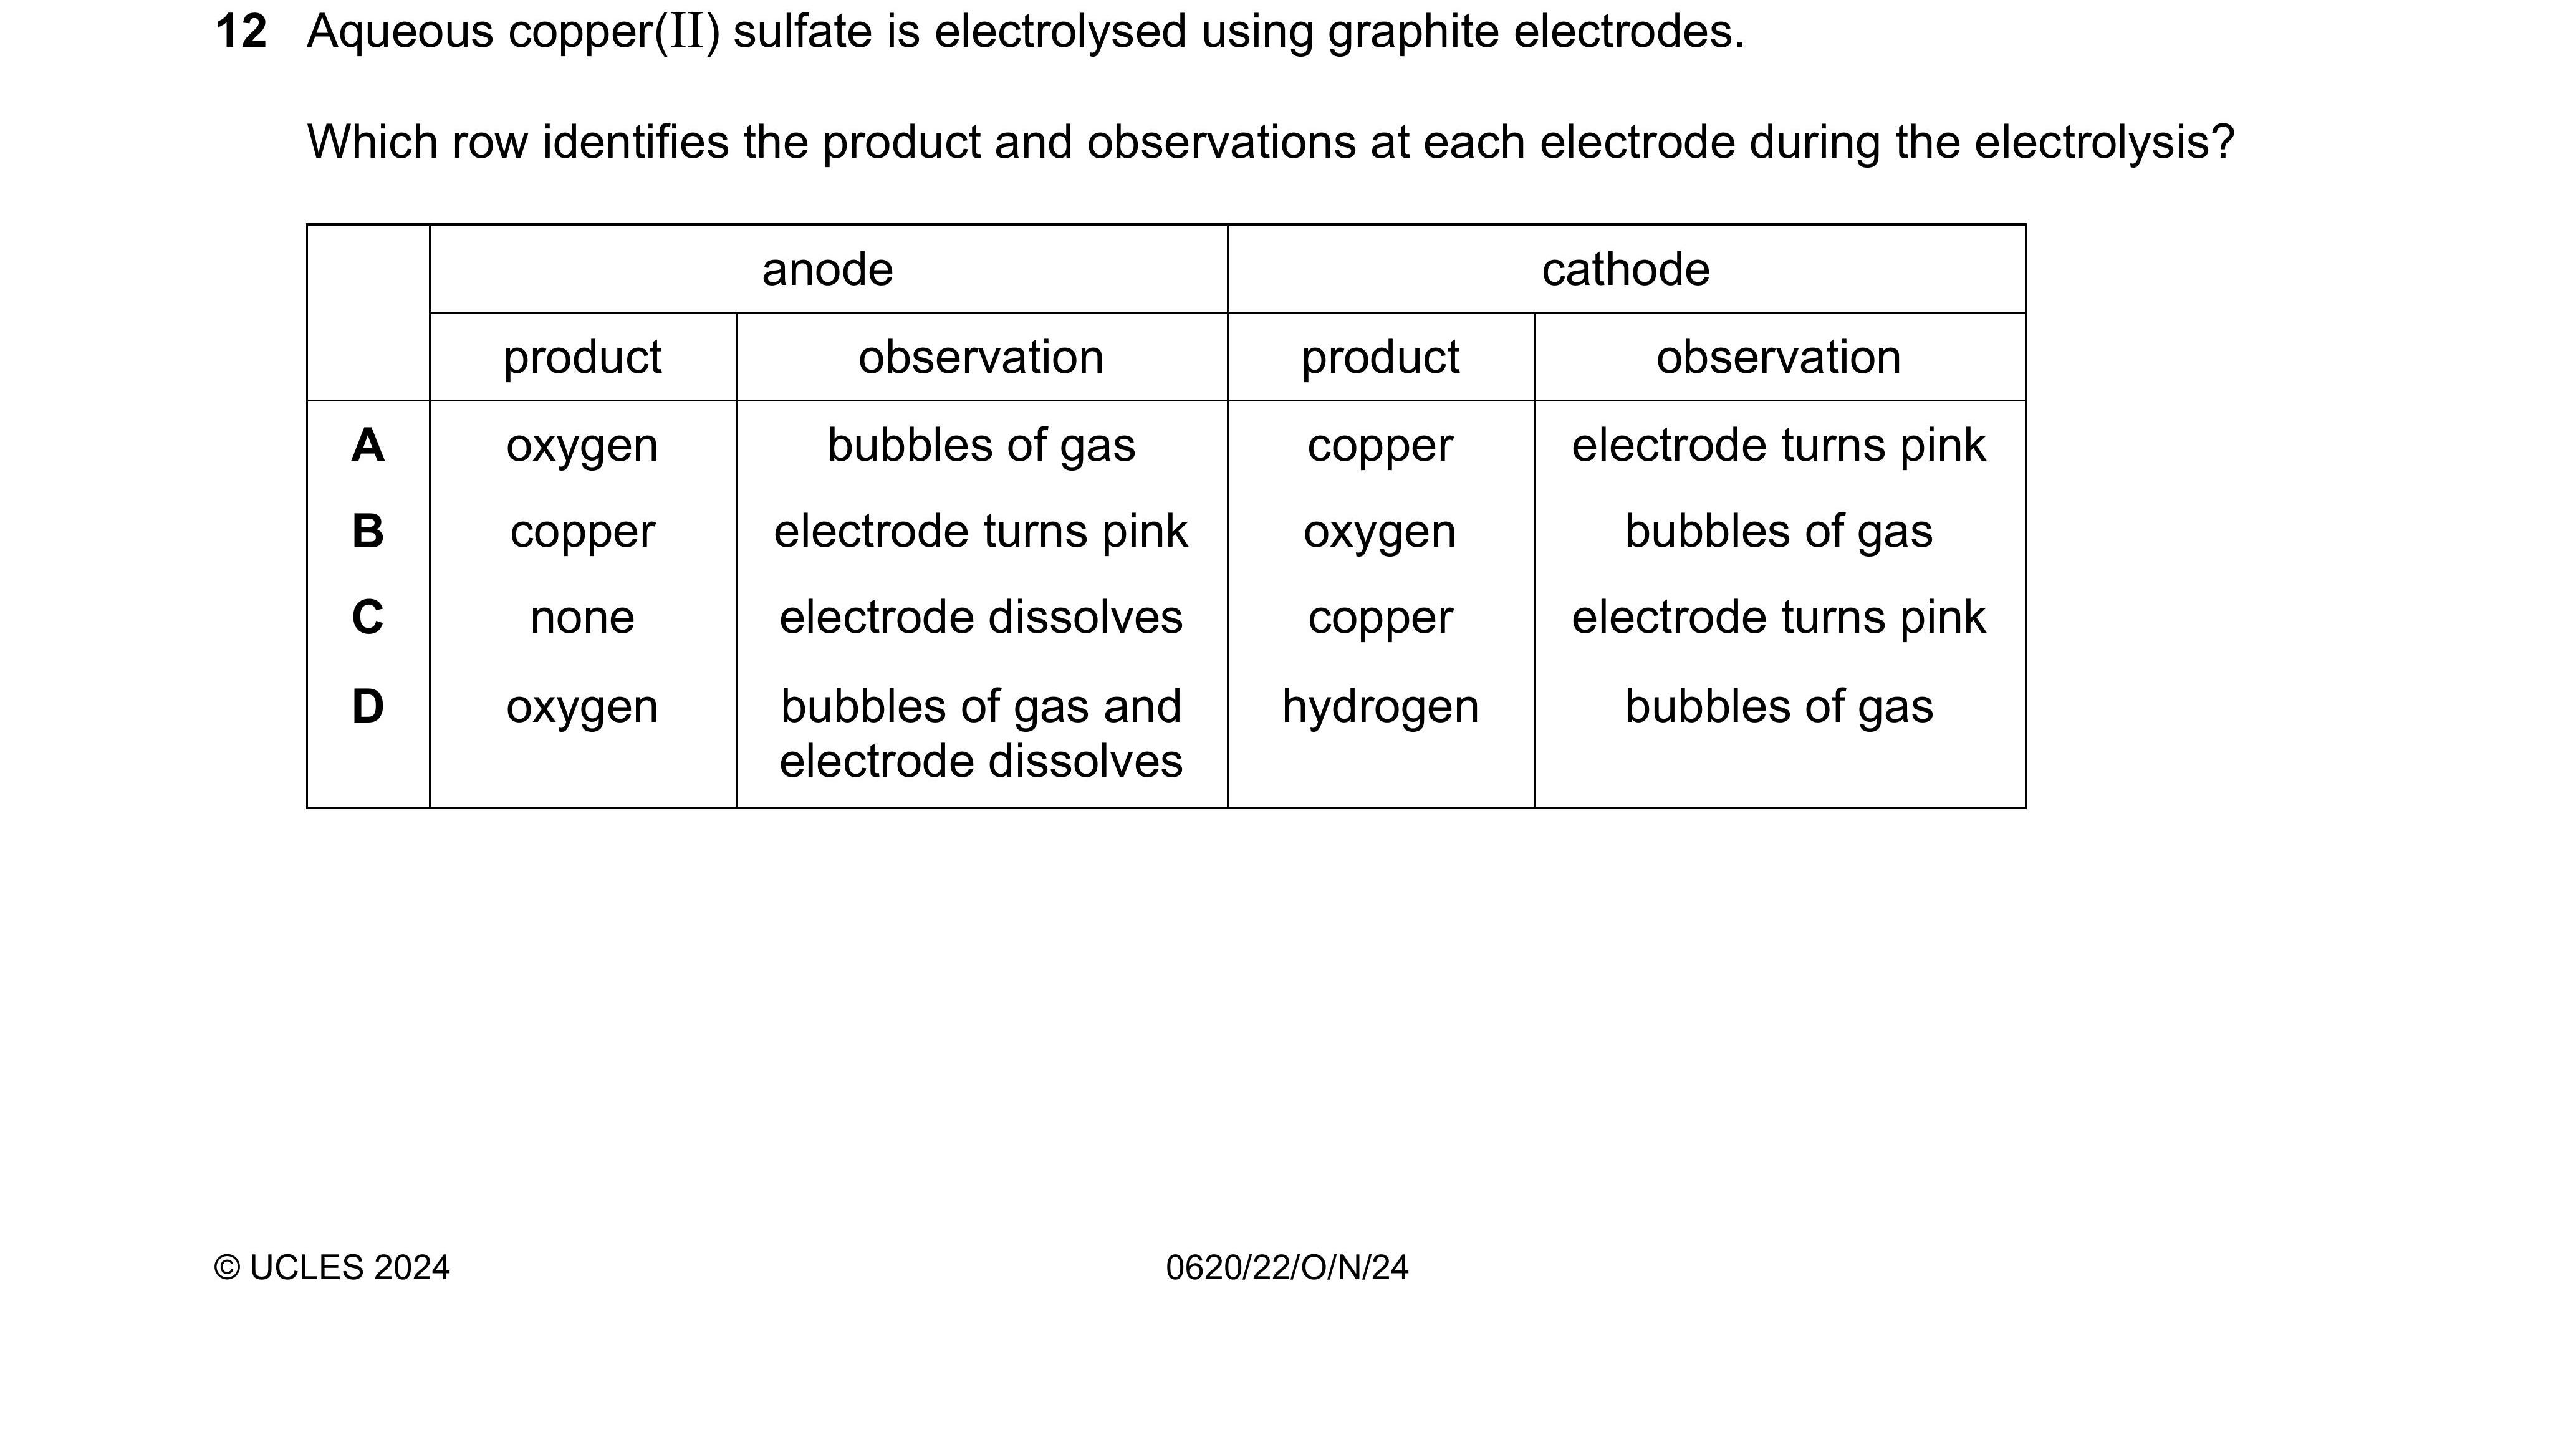 12 Aqueous copper(II) sulfate is electrolysed using graphite electrodes.
Which row identifies the product and observations at each electrode during the electrolysis?
anode cathode
product observation product observation
A oxygen bubbles of gas copper electrode turns pink
B copper electrode turns pink oxygen bubbles of gas
C none electrode dissolves copper electrode turns pink
D oxygen bubbles of gas and hydrogen bubbles of gas
electrode dissolves
© UCLES 2024 0620/22/O/N/24